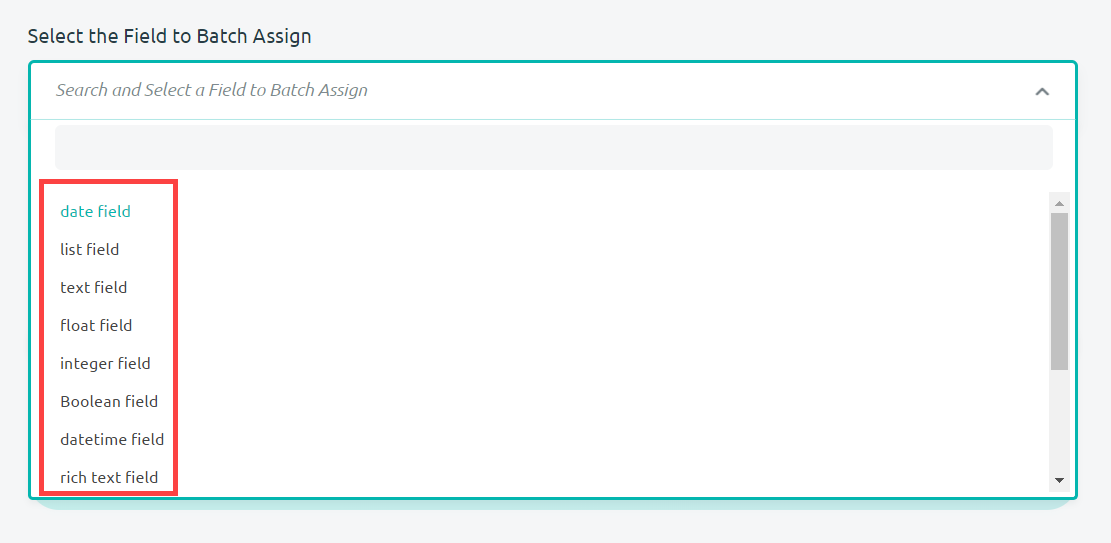 Select the Field to Batch Assign
Search and Select a Field to Batch Assign
date field
list field
text field
float field
integer field
Boolean field
datetime field
rich text field